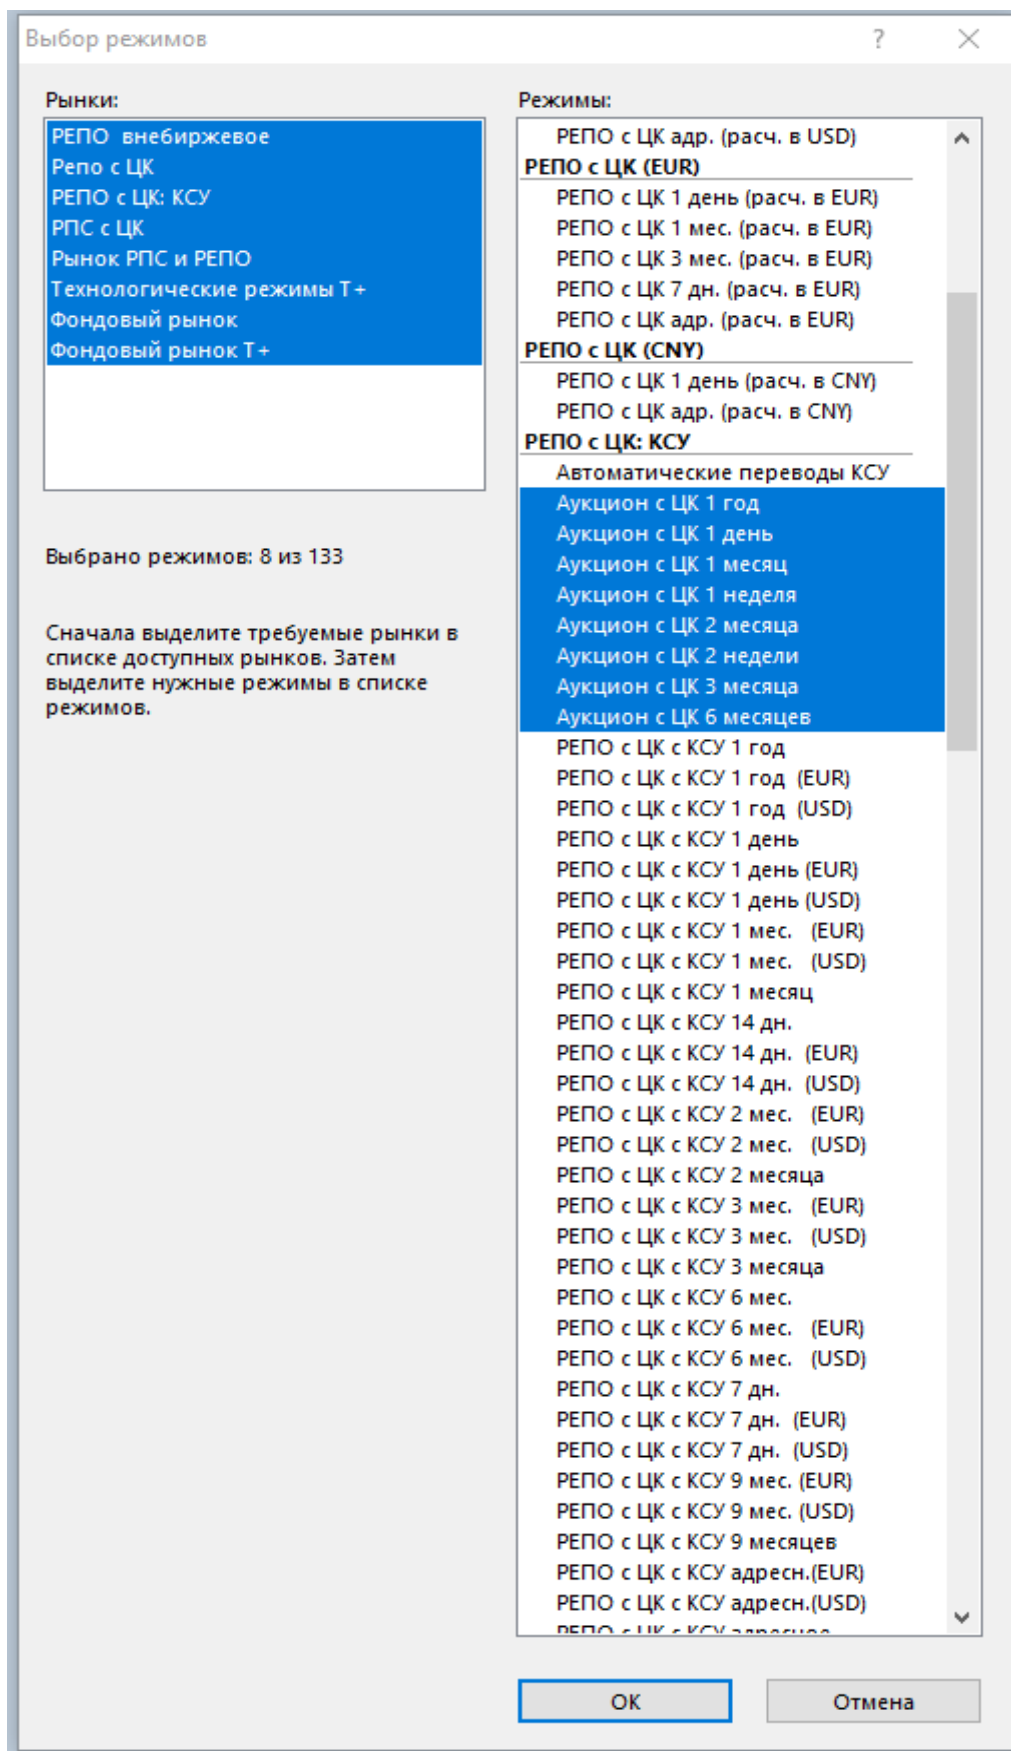 Выбор режимов
?
Рынки:
РЕПО внебиржевое
Репо с ЦК
РЕПО с ЦК: КСУ
РПС с ЦК
Рынок РПС и РЕПО
Технологические режимы Т+
Фондовый рынок
Фондовый рынок Т+
Выбрано режимов: 8 из 133
Сначала выделите требуемые рынки в
списке доступных рынков. Затем
выделите нужные режимы в списке
режимов.
Режимы:
РЕПО с ЦК адр. (расч. в USD)
РЕПО с ЦК (EUR)
РЕПО с ЦК 1 день (расч. в EUR)
РЕПО с ЦК 1 мес. (расч. в EUR)
РЕПО с ЦК 3 мес. (расч. в EUR)
РЕПО с ЦК 7 дн. (расч. в EUR)
РЕПО с ЦК адр. (расч. в EUR)
РЕПО с ЦК (CNY)
РЕПО с ЦК 1 день (расч. в CNY)
РЕПО с ЦК адр. (расч. в CNY)
РЕПО с ЦК: КСУ
Автоматические переводы КСУ
Аукцион с ЦК 1 год
Аукцион с ЦК 1 день
Аукцион с ЦК 1 месяц
Аукцион с ЦК 1 неделя
Аукцион с ЦК 2 месяца
Аукцион с ЦК 2 недели
Аукцион с ЦК 3 месяца
Аукцион с ЦК 6 месяцев
РЕПО с ЦК с КСУ 1 год
РЕПО с ЦК с КСУ 1 год (EUR)
РЕПО с ЦК с КСУ 1 год (USD)
РЕПО с ЦК с КСУ 1 день
РЕПО с ЦК с КСУ 1 день (EUR)
РЕПО с ЦК с КСУ 1 день (USD)
РЕПО с ЦК с КСУ 1 мес. (EUR)
РЕПО с ЦК с КСУ 1 мес. (USD)
РЕПО с ЦК с КСУ 1 месяц
РЕПО с ЦК с КСУ 14 дн.
РЕПО с ЦК с КСУ 14 дн. (EUR)
РЕПО с ЦК с КСУ 14 дн. (USD)
РЕПО с ЦК с КСУ 2 мес. (EUR)
РЕПО с ЦК с КСУ 2 мес. (USD)
РЕПО с ЦК с КСУ 2 месяца
РЕПО с ЦК с КСУ 3 мес. (EUR)
РЕПО с ЦК с КСУ 3 мес. (USD)
РЕПО с ЦК с КСУ 3 месяца
РЕПО с ЦК с КСУ 6 мес.
РЕПО с ЦК с КСУ 6 мес. (EUR)
РЕПО с ЦК с КСУ 6 мес. (USD)
РЕПО с ЦК с КСУ 7 дн.
РЕПО с ЦК с КСУ 7 дн. (EUR)
РЕПО с ЦК с КСУ 7 дн. (USD)
РЕПО с ЦК с КСУ 9 мес. (EUR)
РЕПО с ЦК с КСУ 9 мес. (USD)
РЕПО с ЦК с КСУ 9 месяцев
РЕПО с ЦК с КСУ адресн.(EUR)
РЕПО с ЦК с КСУ адресн.(USD)
РЕПО с ЦК с КСУ адресное
ОК
Отмена